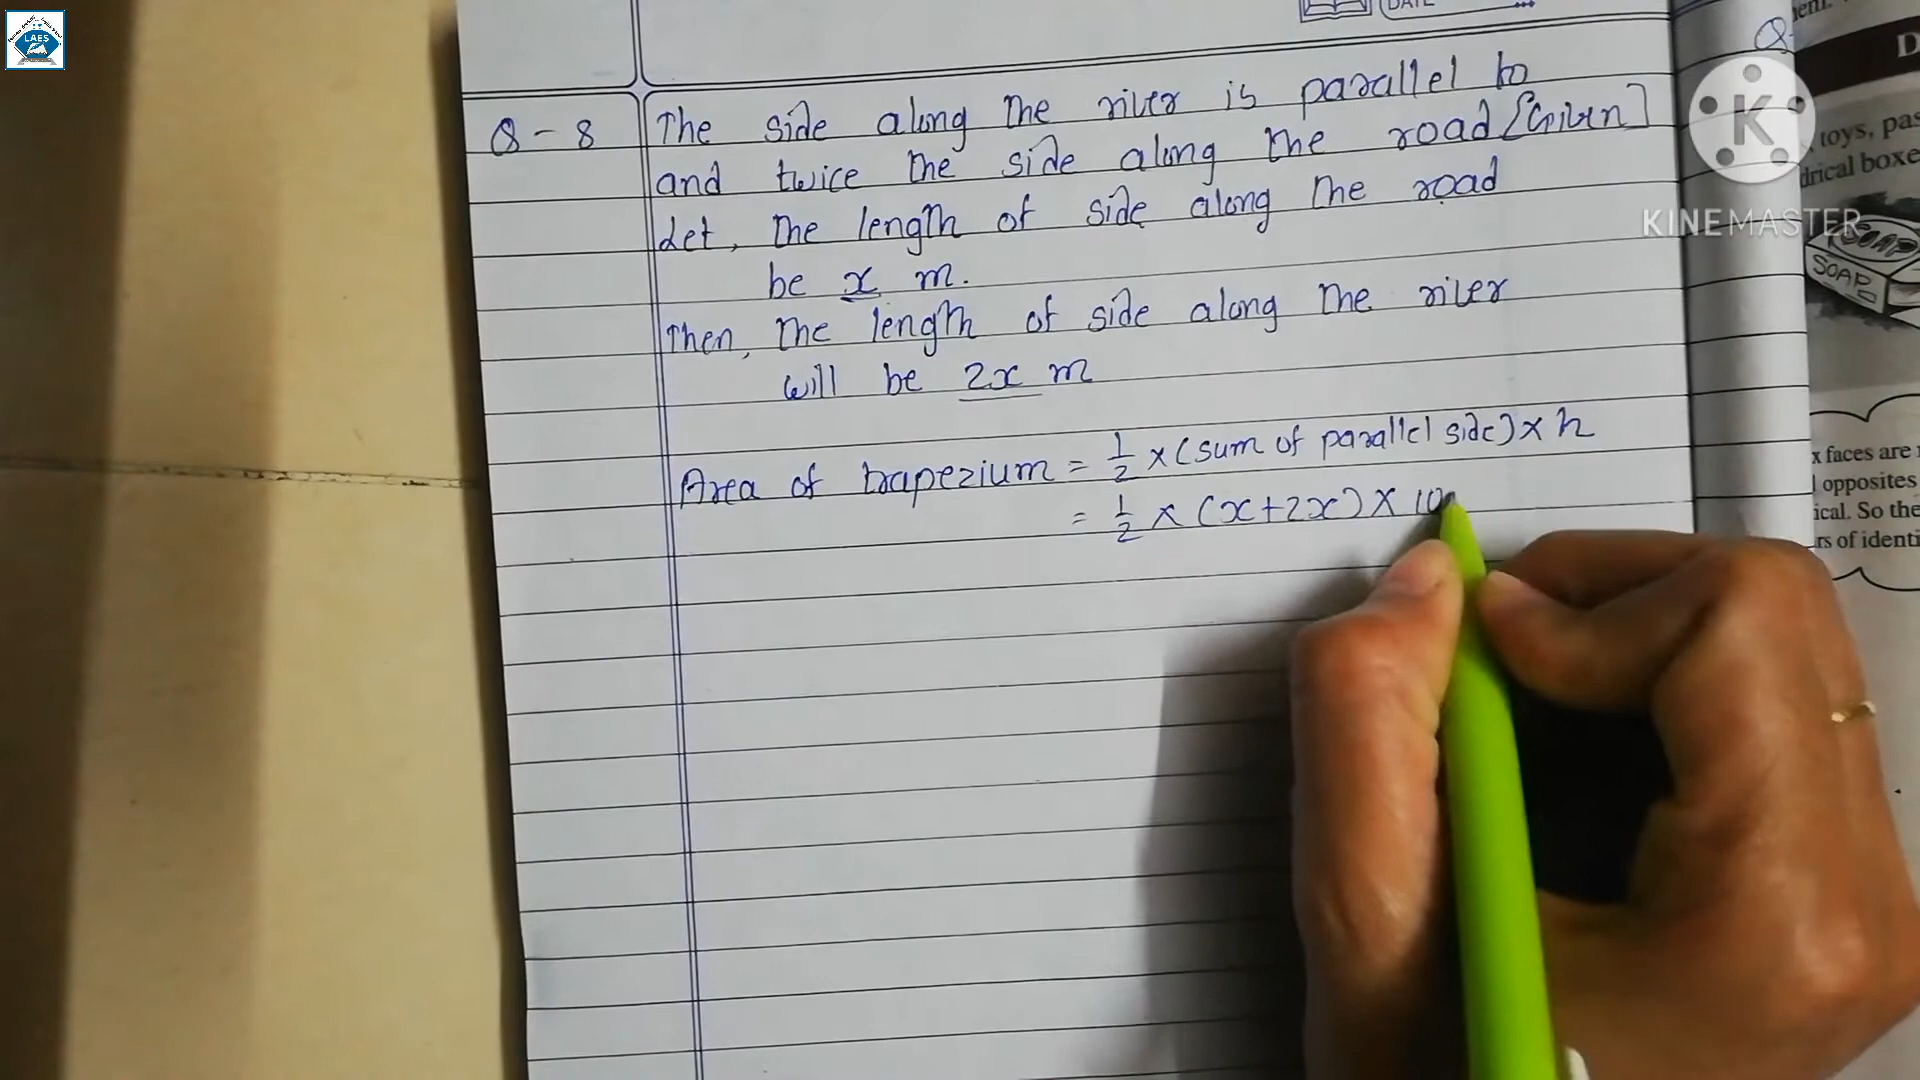 LAES
DATE
Q - 8 The side along the river is parallel to
and twice the side along the road [Given]
Let, the length of side along the road
be x m.
Then, the length of side along the river
will be 2x m
Area of trapezium = 1/2 × (sum of parallel side) × h
= 1/2 × (x+2x) × 10
K
KINEMASTER
D
toys, pas
drical boxe
SOAP
SOAP
x faces are
opposites
ical. So the
rs of identi